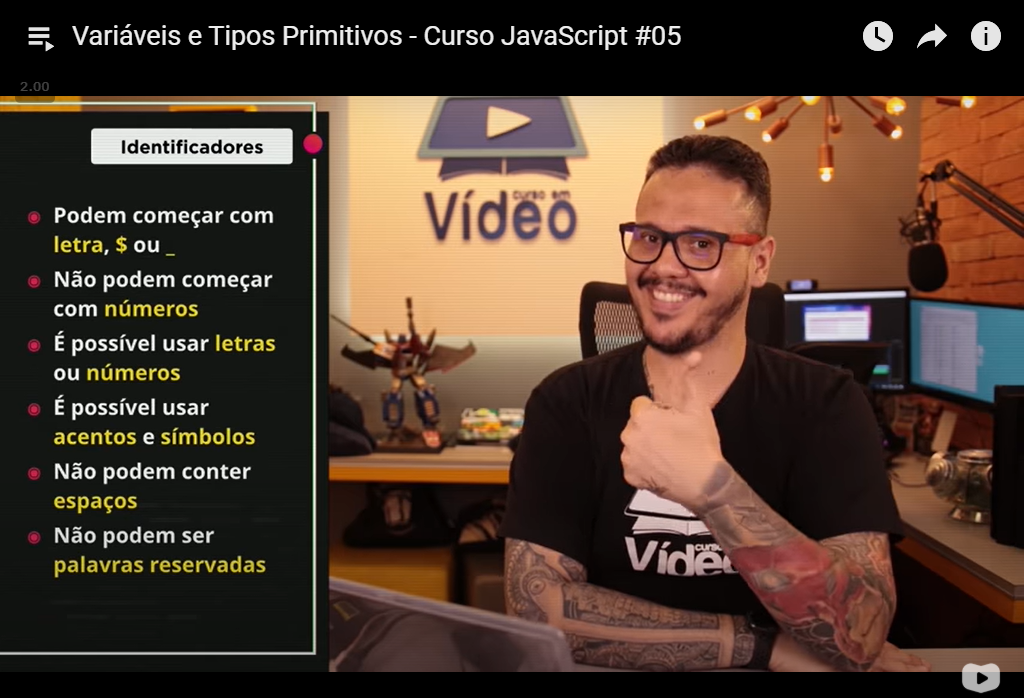 Variáveis e Tipos Primitivos - Curso JavaScript #05
2.00
Identificadores
Podem começar com
letra, $ ou _
Não podem começar
com números
É possível usar letras
ou números
É possível usar
acentos e símbolos
Não podem conter
espaços
Não podem ser
palavras reservadas
curso em
Vídeo
curso
Vídeo